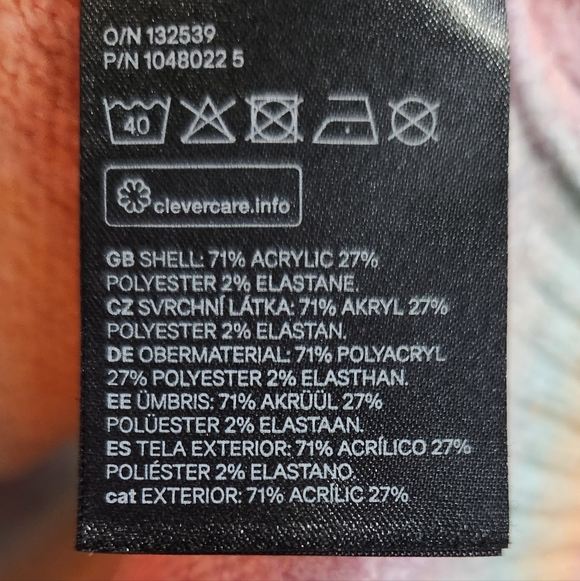 O/N 132539
P/N 1048022 5
40
clevercare.info
GB SHELL: 71% ACRYLIC 27%
POLYESTER 2% ELASTANE.
CZ SVRCHNÍ LÁTKA: 71% AKRYL 27%
POLYESTER 2% ELASTAN.
DE OBERMATERIAL: 71% POLYACRYL
27% POLYESTER 2% ELASTHAN.
EE ÜMBRIS: 71% AKRÜÜL 27%
POLÜESTER 2% ELASTAAN.
ES TELA EXTERIOR: 71% ACRÍLICO 27%
POLIÉSTER 2% ELASTANO.
cat EXTERIOR: 71% ACRÍLIC 27%